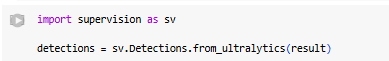 import supervision as sv
detections = sv.Detections.from_ultralytics(result)